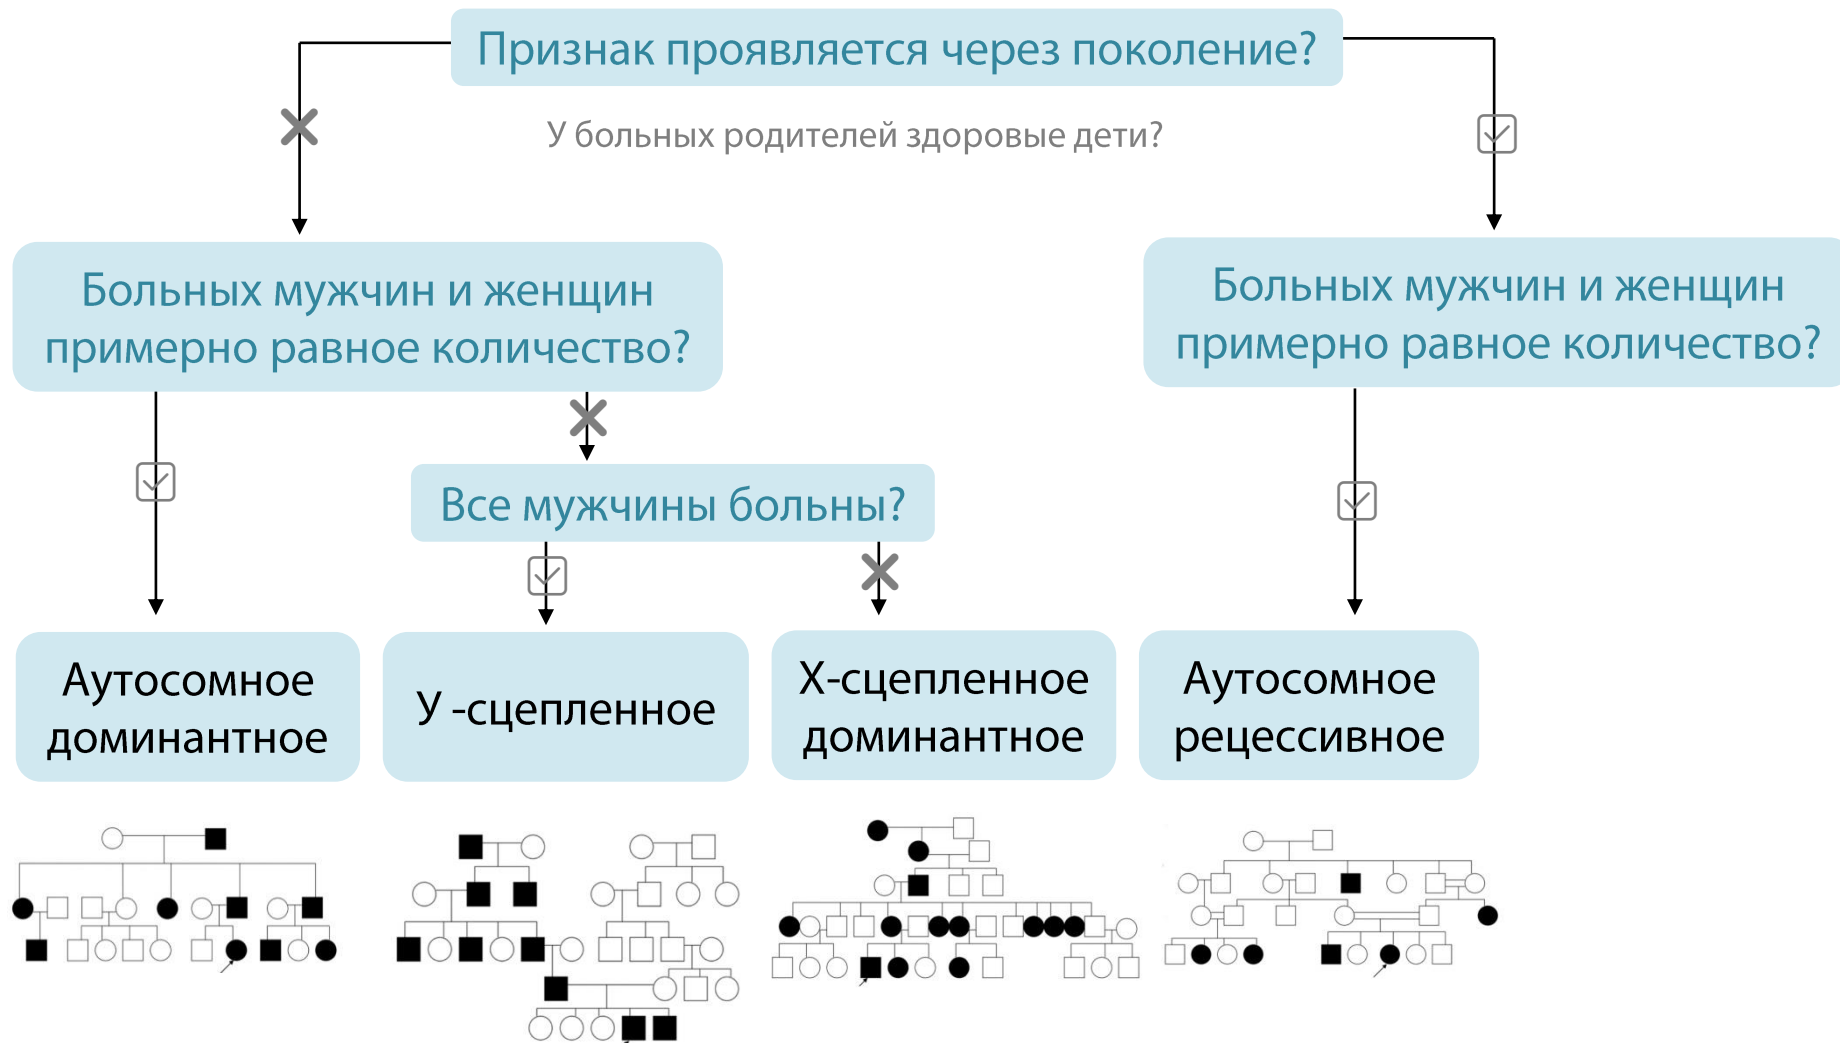 Признак проявляется через поколение?
У больных родителей здоровые дети?
Больных мужчин и женщин
примерно равное количество?
Больных мужчин и женщин
примерно равное количество?
Все мужчины больны?
Аутосомное
доминантное
У -сцепленное
Х-сцепленное
доминантное
Аутосомное
рецессивное